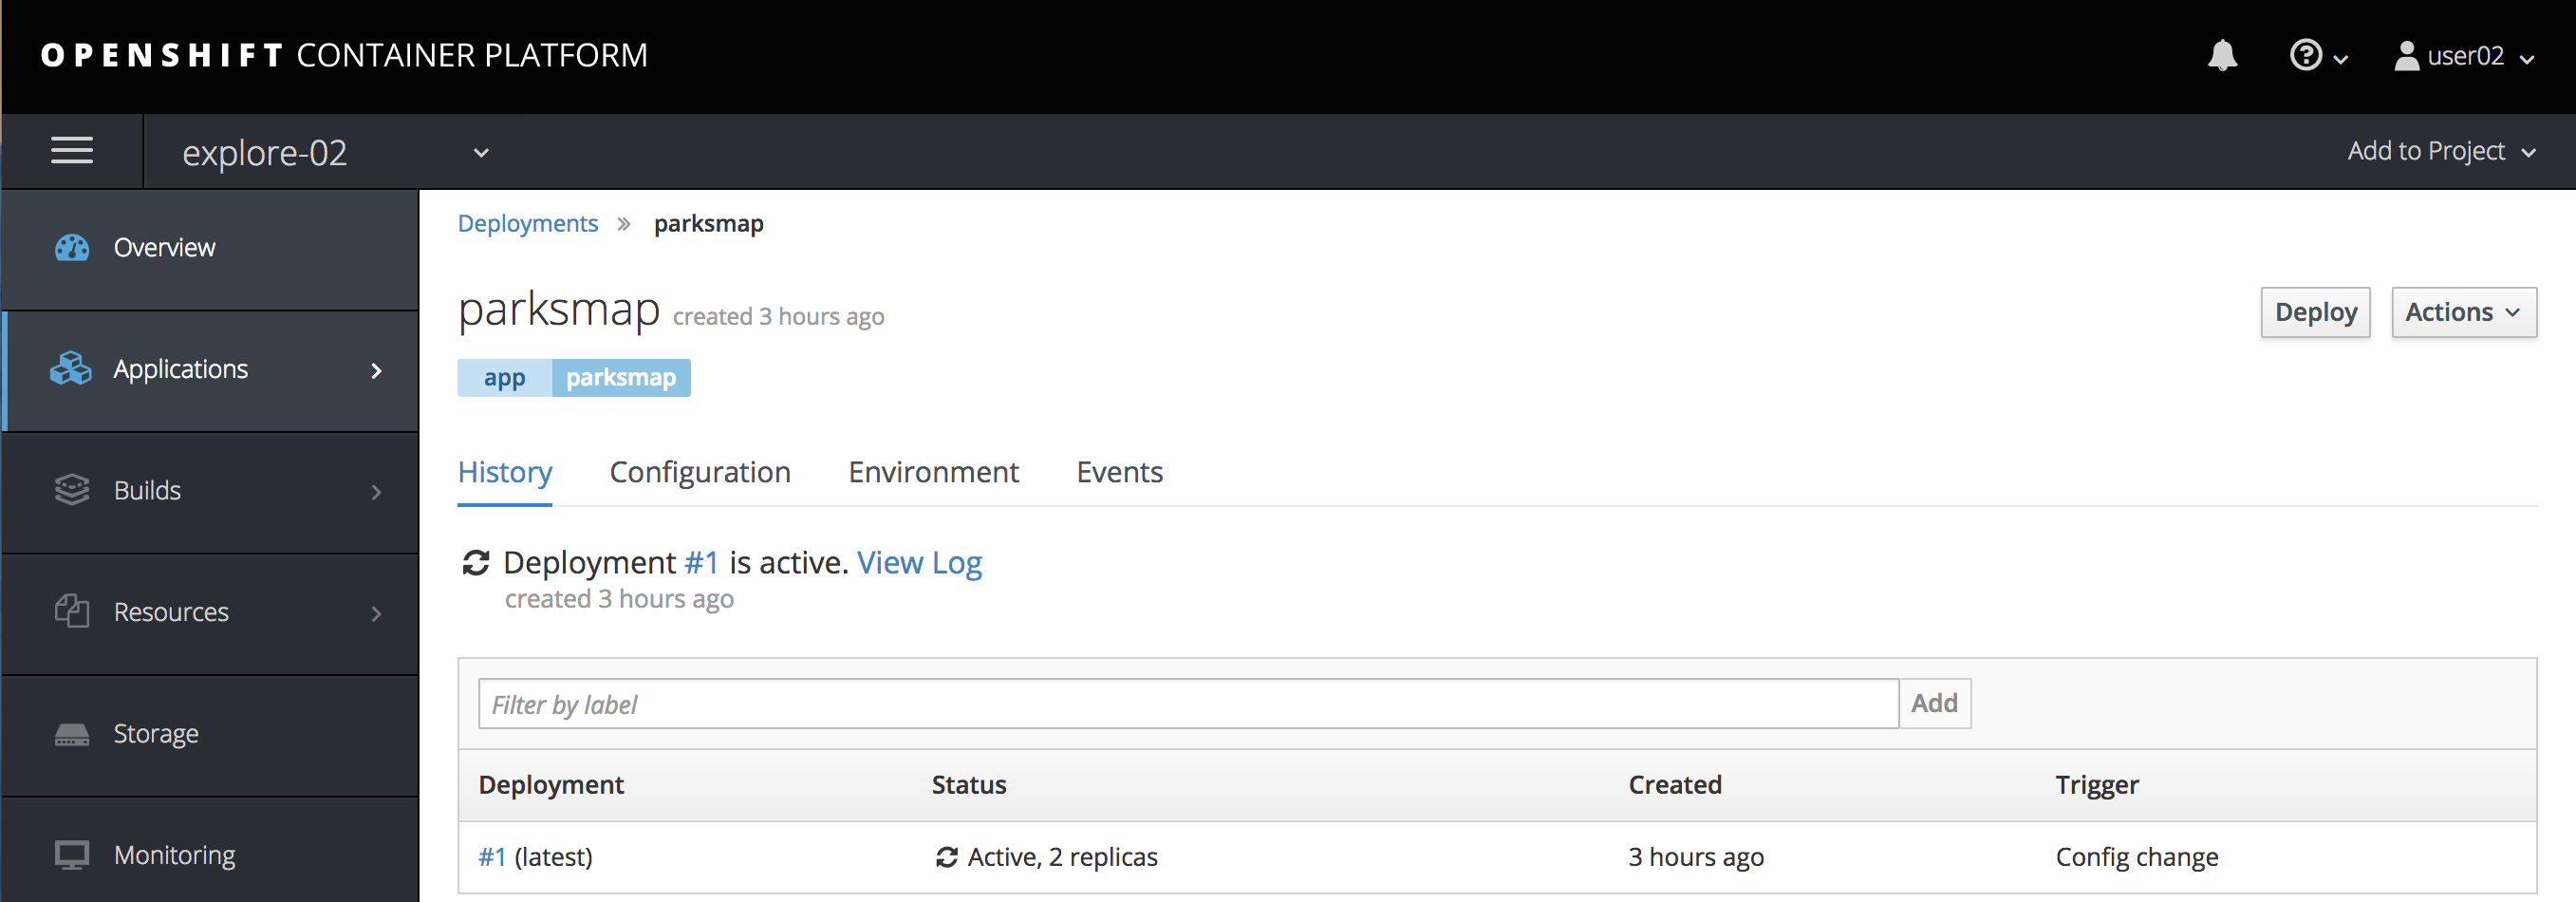 OPENSHIFT CONTAINER PLATFORM
user02
explore-02
Add to Project
Overview
Applications
Builds
Resources
Storage
Monitoring
Deployments » parksmap
parksmap created 3 hours ago
Deploy
Actions
app parksmap
History Configuration Environment Events
Deployment #1 is active. View Log
created 3 hours ago
Filter by label
Add
Deployment Status Created Trigger
#1 (latest) Active, 2 replicas 3 hours ago Config change